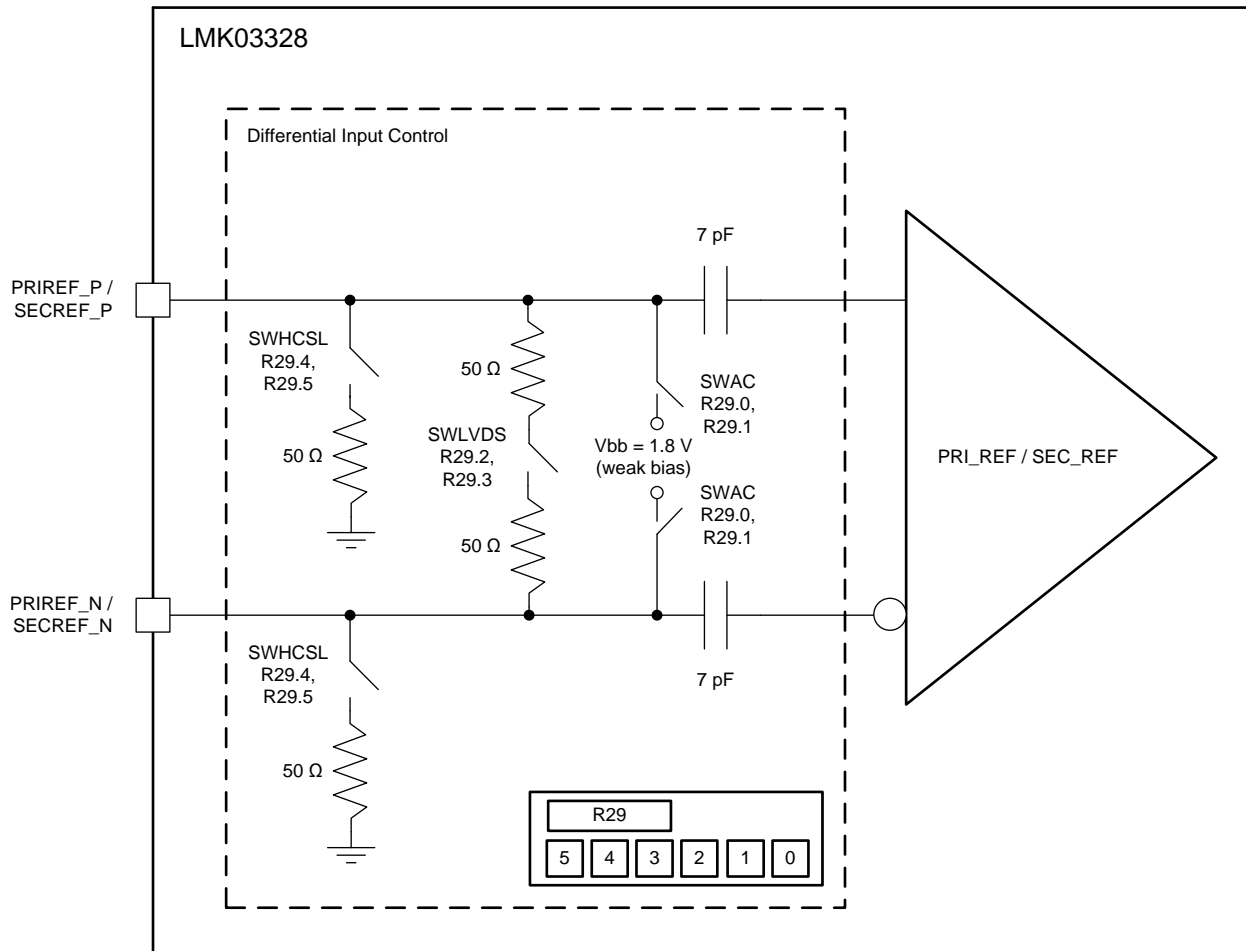 LMK03328
Differential Input Control
7 pF
PRIREF_P /
SECREF_P
SWHCSL
R29.4,
R29.5
50 Ω
50 Ω
SWLVDS
R29.2,
R29.3
50 Ω
SWAC
R29.0,
R29.1
Vbb = 1.8 V
(weak bias)
SWAC
R29.0,
R29.1
PRI_REF / SEC_REF
PRIREF_N /
SECREF_N
SWHCSL
R29.4,
R29.5
50 Ω
7 pF
R29
5 4 3 2 1 0